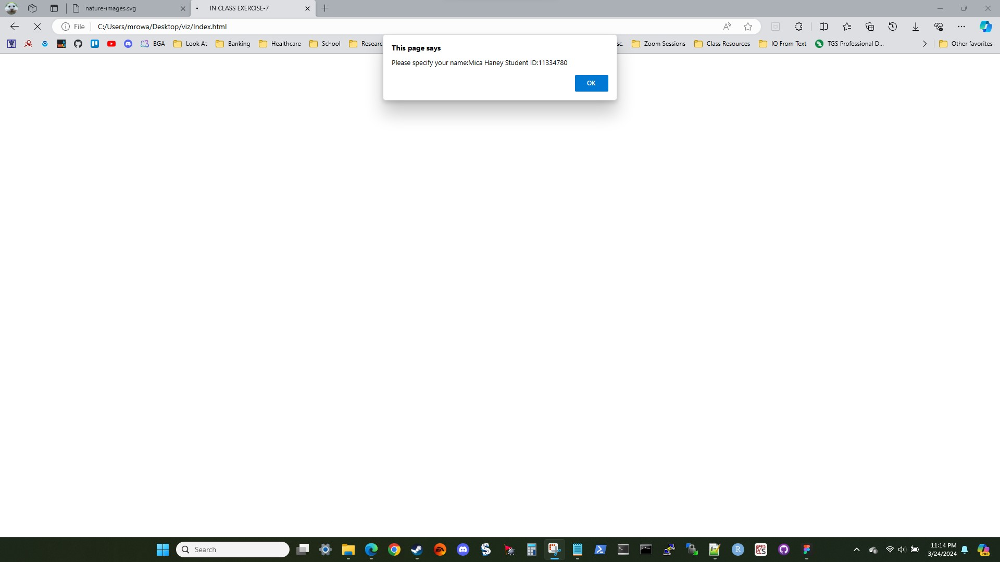 nature-images.svg
IN CLASS EXERCISE-7
File
C:/Users/mrowa/Desktop/viz/Index.html
BGA
Look At
Banking
Healthcare
School
Researc
sc.
Zoom Sessions
Class Resources
IQ From Text
TGS Professional D...
Other favorites
This page says
Please specify your name:Mica Haney Student ID:11334780
OK
Search
11:14 PM
3/24/2024